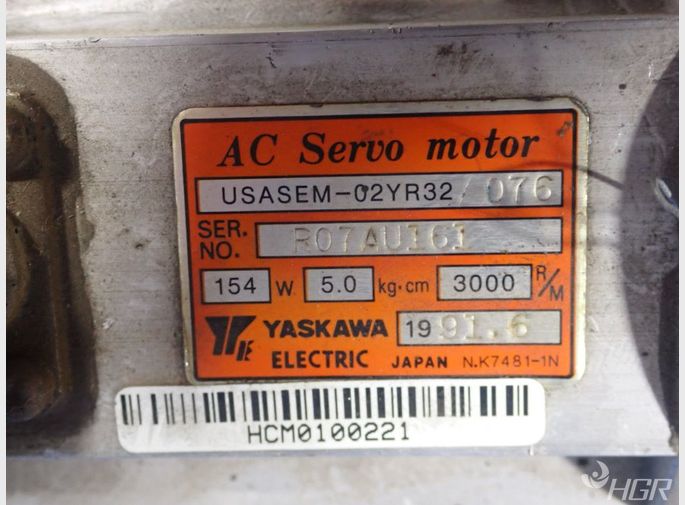 AC Servo motor
USASEM-02YR32/076
SER. NO. R07AU161
154 W 5.0 kg·cm 3000 R/M
YASKAWA 1991.6
ELECTRIC JAPAN N.K7481-1N
HCM0100221
HGR